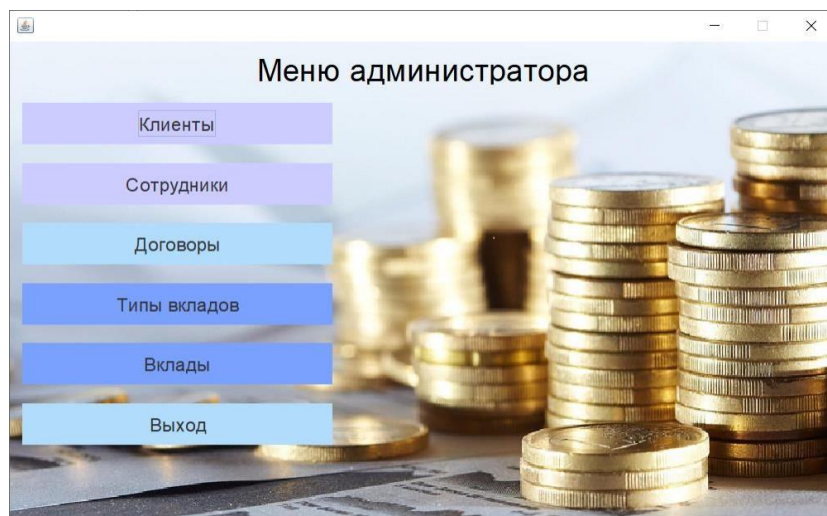 Меню администратора
Клиенты
Сотрудники
Договоры
Типы вкладов
Вклады
Выход